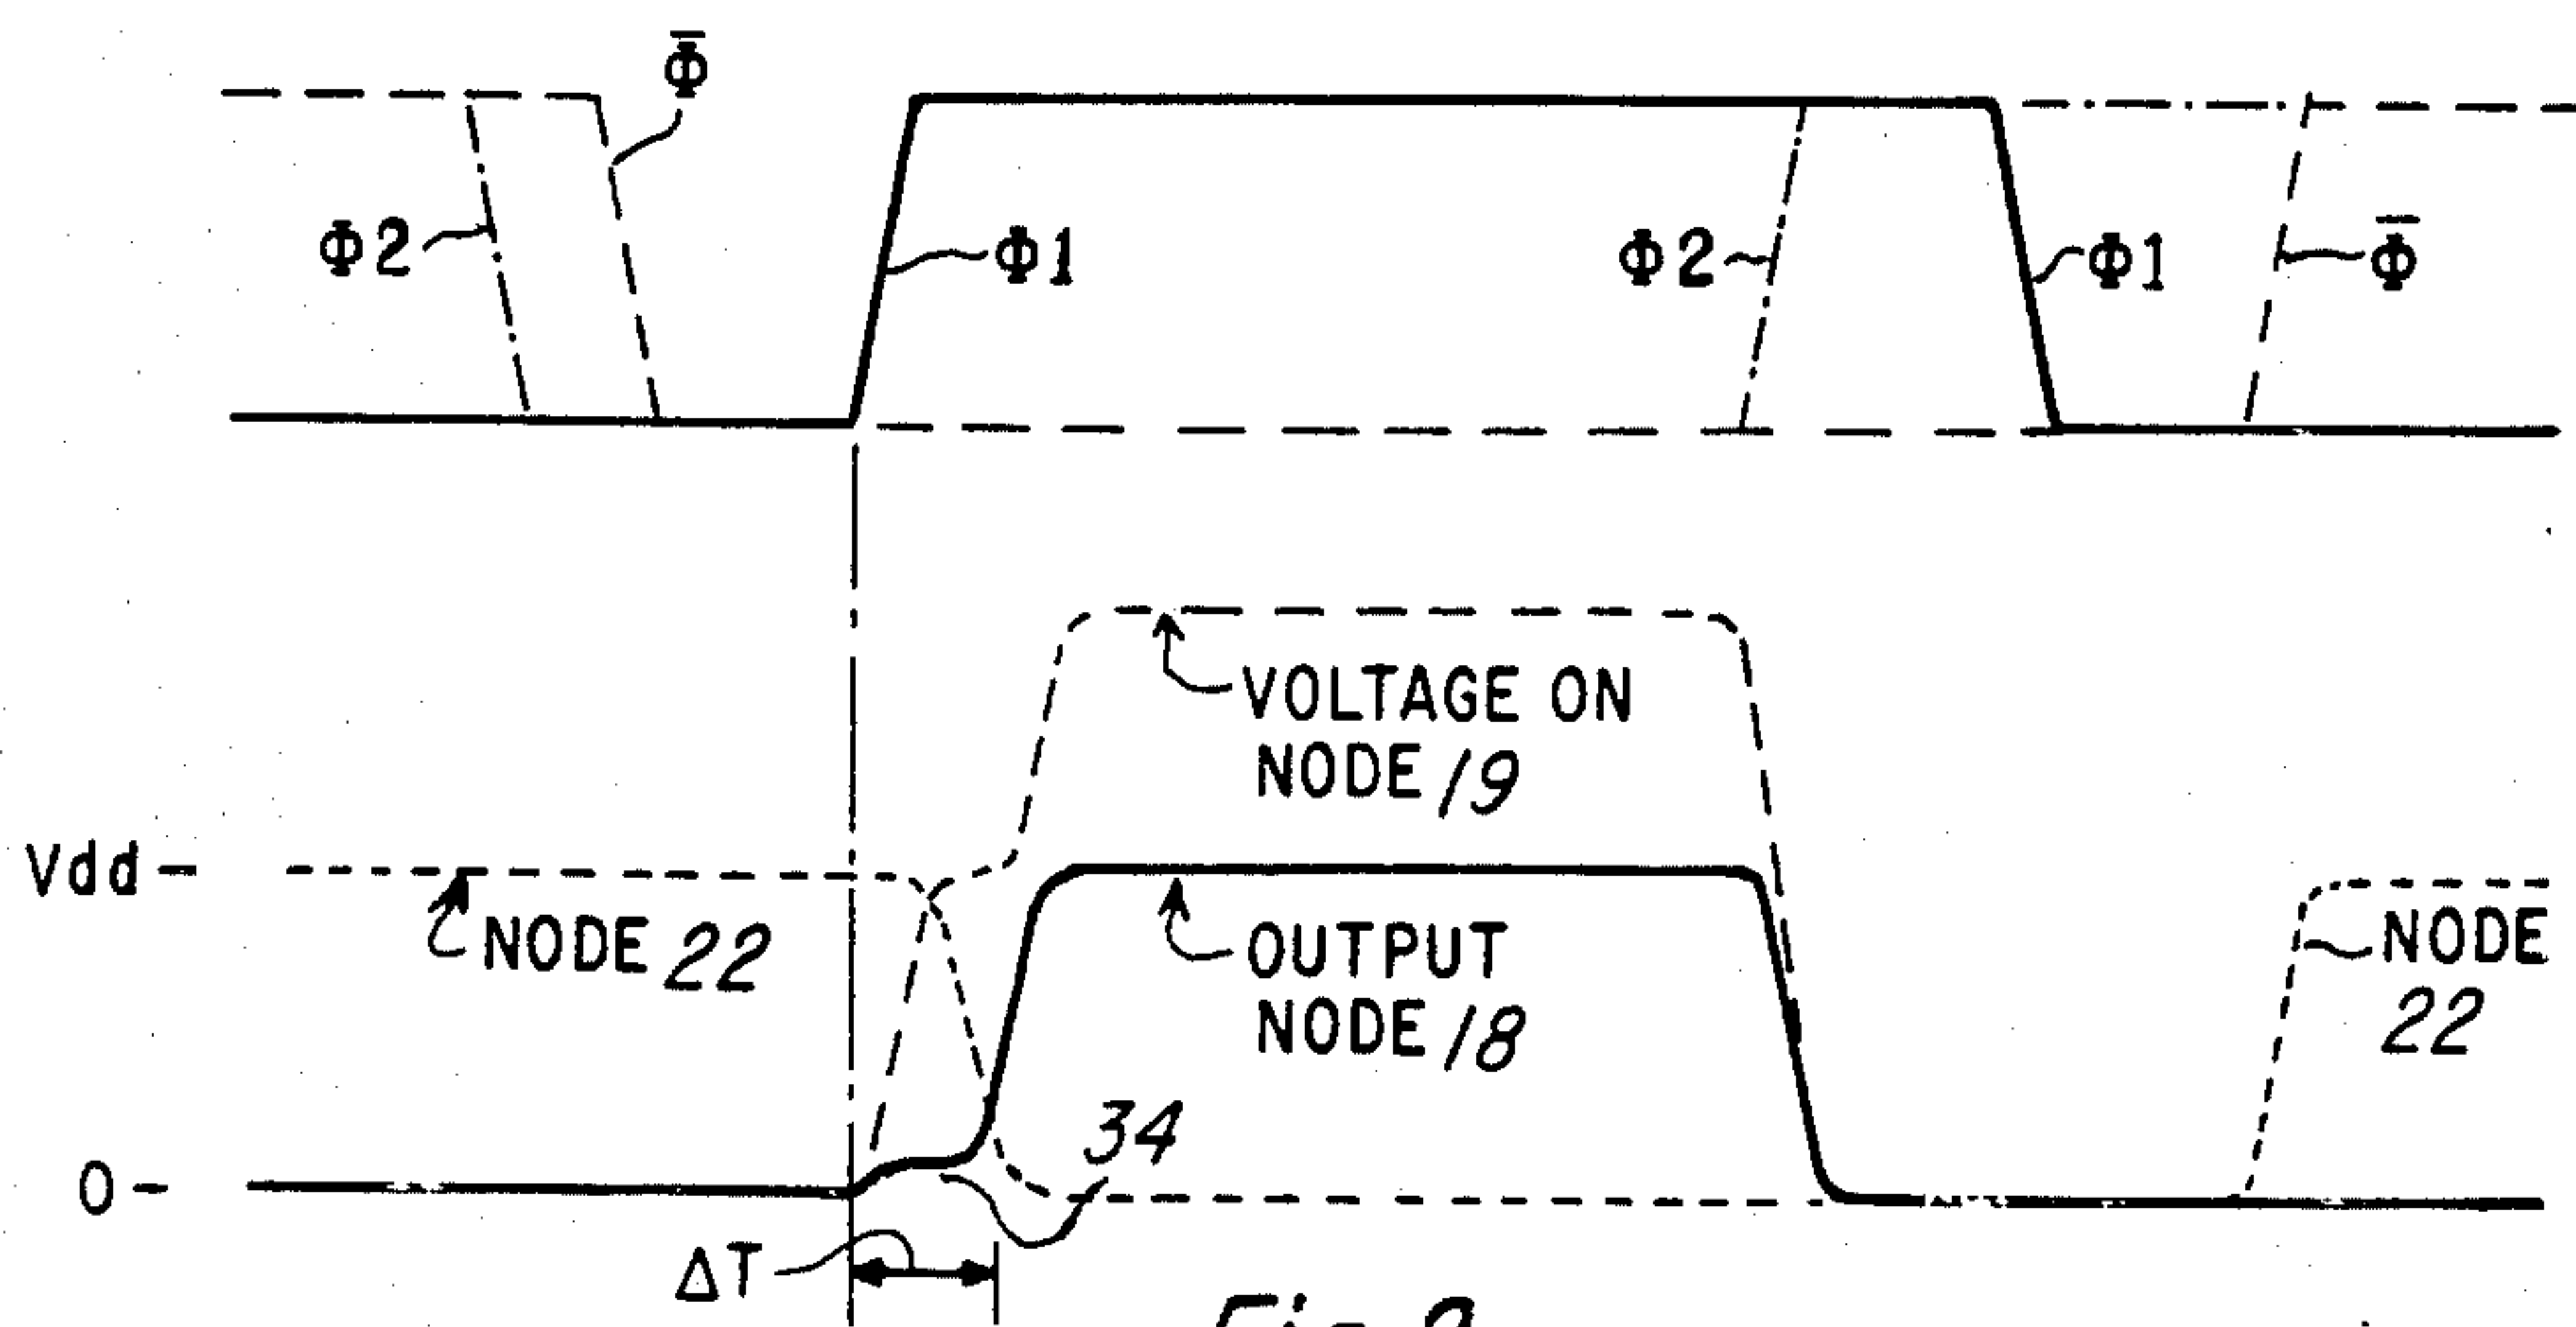 Φ̄
Φ2
Φ1
Φ2
Φ1
Φ̄
VOLTAGE ON
NODE 19
Vdd
NODE 22
OUTPUT
NODE 18
NODE
22
34
0
ΔT